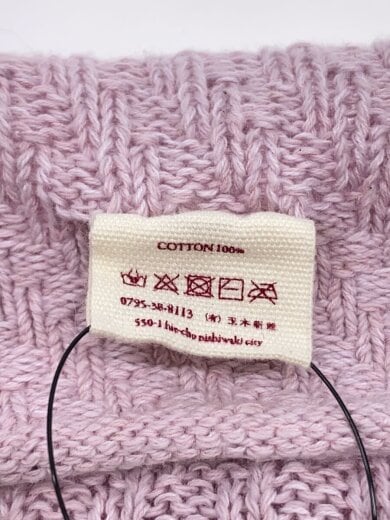 COTTON 100%
0795-38-8113 (有) 玉木新雌
550-1 hie-cho nishiwaki city